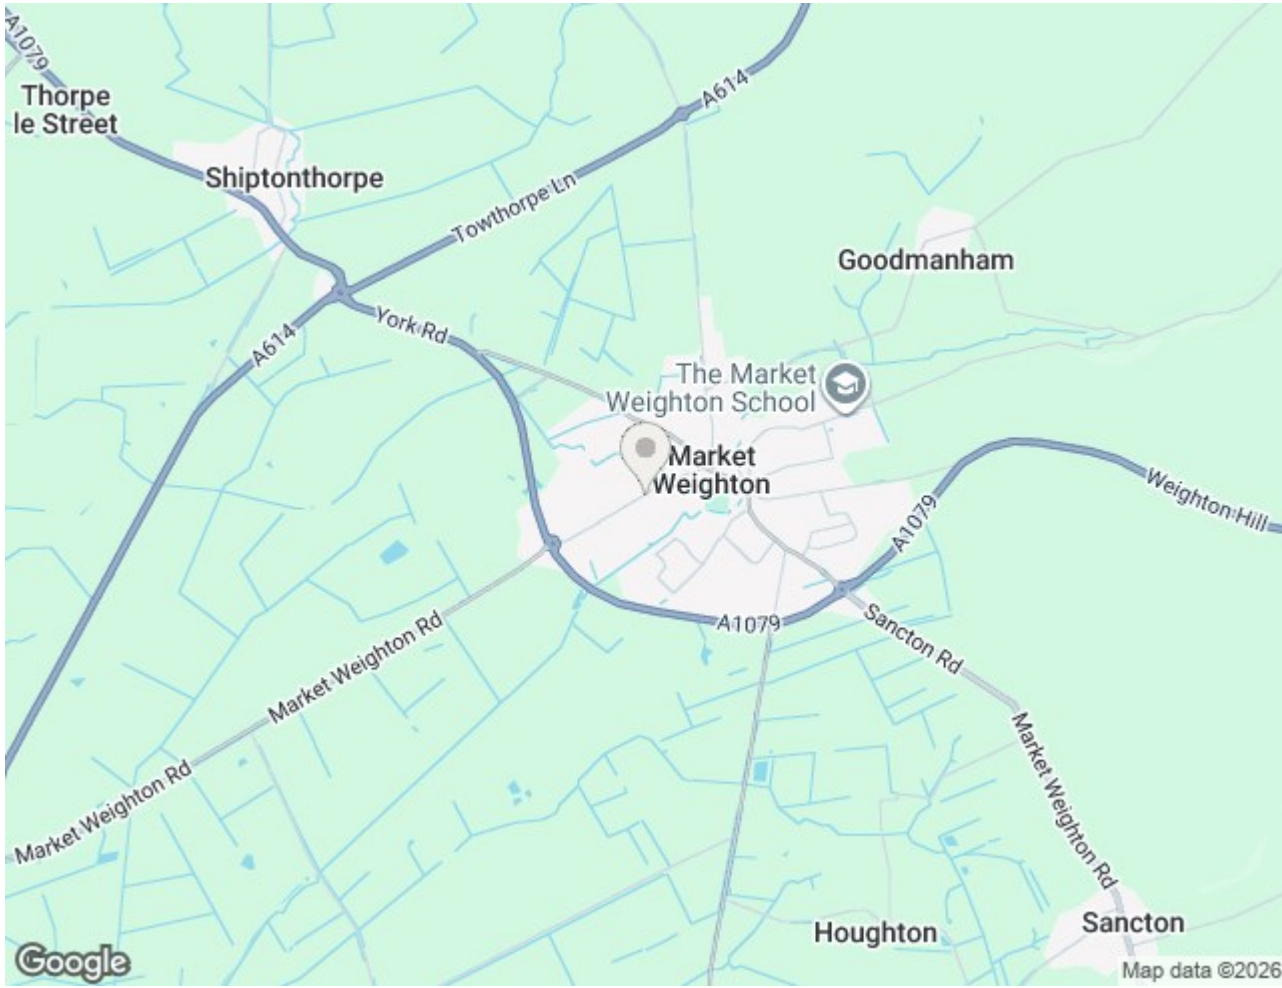 A1079
Thorpe
le Street
Shiptonthorpe
A614
Towthorpe Ln
Goodmanham
York Rd
A614
The Market
Weighton School
Market
Weighton
Weighton Hill
A1079
A1079
Sancton Rd
Market Weighton Rd
Market Weighton Rd
Market Weighton Rd
Houghton
Sancton
Google
Map data ©2026